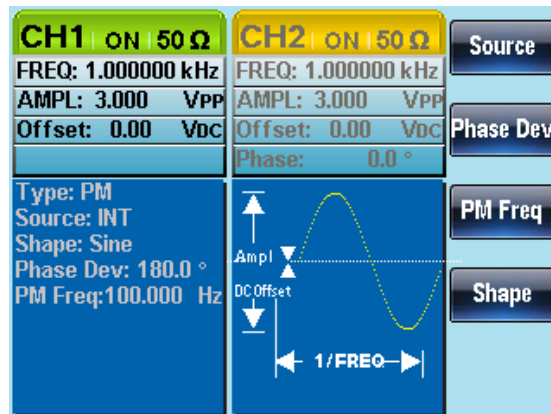 CH1 ON 50 Ω
FREQ: 1.000000 kHz
AMPL: 3.000 VPP
Offset: 0.00 VDC
CH2 ON 50 Ω
FREQ: 1.000000 kHz
AMPL: 3.000 VPP
Offset: 0.00 VDC
Phase: 0.0 °
Type: PM
Source: INT
Shape: Sine
Phase Dev: 180.0 °
PM Freq:100.000 Hz
Ampl
DC Offset
1/FREQ
Source
Phase Dev
PM Freq
Shape